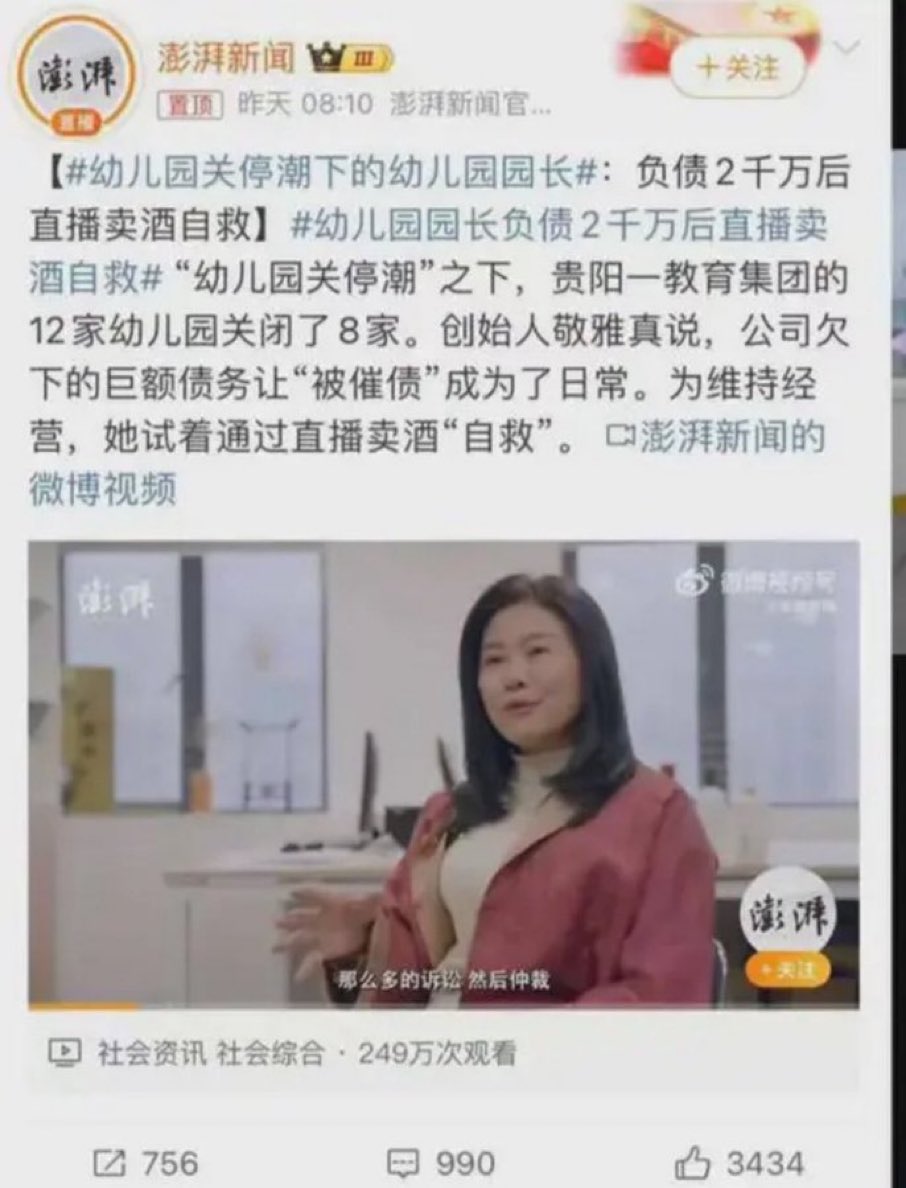 澎湃
直播
澎湃新闻 III
+关注
置顶 昨天 08:10 澎湃新闻官...
【#幼儿园关停潮下的幼儿园园长#：负债2千万后
直播卖酒自救】#幼儿园园长负债2千万后直播卖
酒自救# “幼儿园关停潮”之下，贵阳一教育集团的
12家幼儿园关闭了8家。创始人敬雅真说，公司欠
下的巨额债务让“被催债”成为了日常。为维持经
营，她试着通过直播卖酒“自救”。 澎湃新闻的
微博视频
澎湃
微博视频号
澎湃
+关注
那么多的诉讼 然后仲裁
社会资讯 社会综合 · 249万次观看
756 990 3434